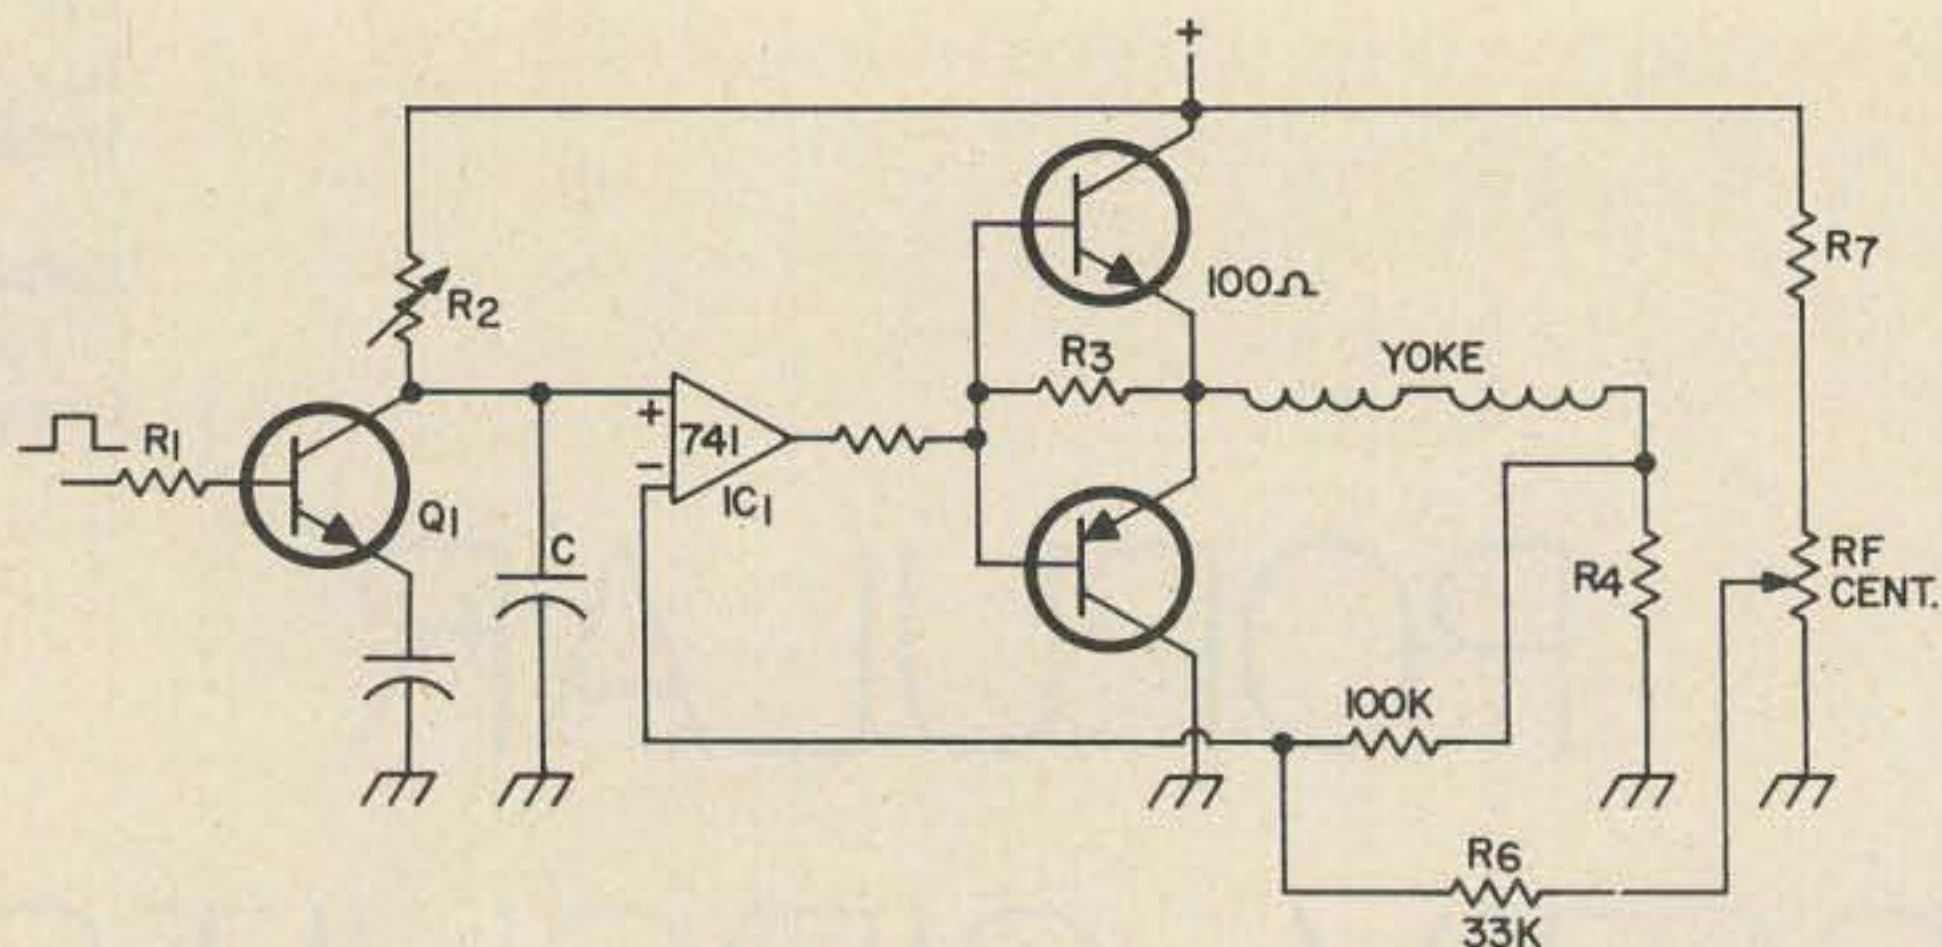 +
R7
100Ω
R2
R3
YOKE
R1
+
741
-
IC1
Q1
C
R4
RF
CENT.
100K
R6
33K